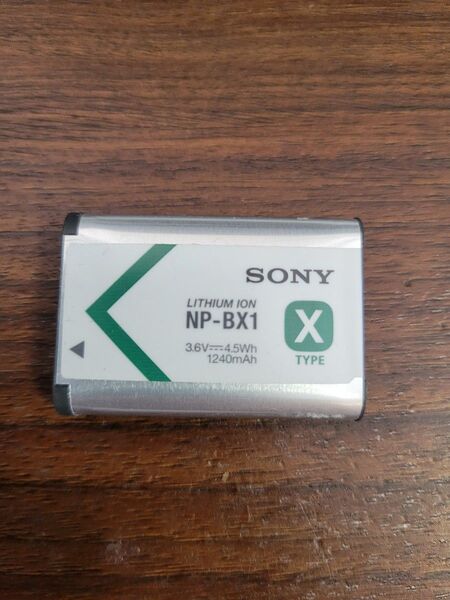 SONY
LITHIUM ION
NP-BX1
X
3.6V⎓4.5Wh
TYPE
1240mAh